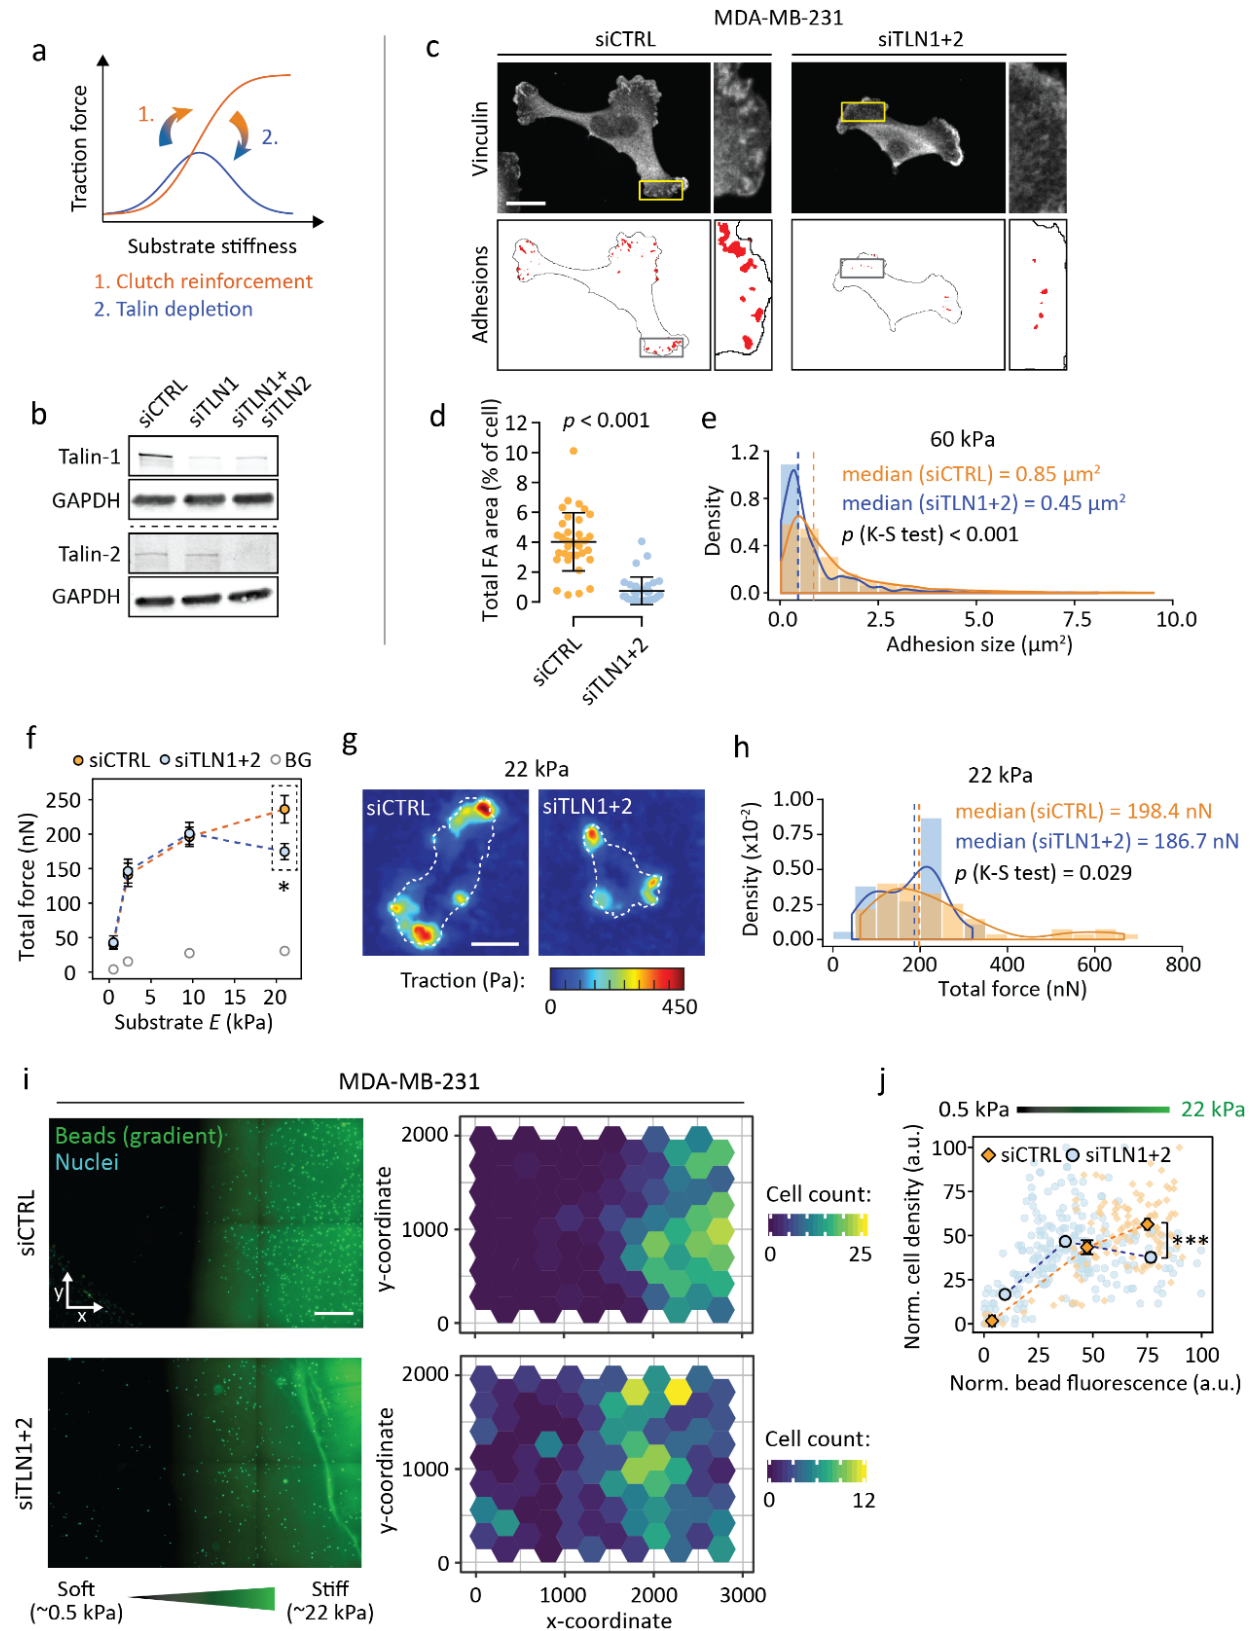 a
Traction force
1.
2.
Substrate stiffness
1. Clutch reinforcement
2. Talin depletion
b
siCTRL
siTLN1
siTLN1+
siTLN2
Talin-1
GAPDH
Talin-2
GAPDH
c
MDA-MB-231
siCTRL
siTLN1+2
Vinculin
Adhesions
d
Total FA area (% of cell)
12
10
8
6
4
2
0
p < 0.001
siCTRL
siTLN1+2
e
60 kPa
Density
1.2
0.8
0.4
0.0
median (siCTRL) = 0.85 µm²
median (siTLN1+2) = 0.45 µm²
p (K-S test) < 0.001
0.0 2.5 5.0 7.5 10.0
Adhesion size (µm²)
f
siCTRL siTLN1+2 BG
Total force (nN)
250
200
150
100
50
0
*
0 5 10 15 20
Substrate E (kPa)
g
22 kPa
siCTRL
siTLN1+2
Traction (Pa):
0 450
h
22 kPa
Density (x10⁻²)
1.00
0.75
0.50
0.25
0.00
median (siCTRL) = 198.4 nN
median (siTLN1+2) = 186.7 nN
p (K-S test) = 0.029
0 200 400 600 800
Total force (nN)
i
MDA-MB-231
siCTRL
Beads (gradient)
Nuclei
y
x
y-coordinate
2000
1000
0
0 1000 2000 3000
Cell count:
0 25
siTLN1+2
y-coordinate
2000
1000
0
0 1000 2000 3000
x-coordinate
Cell count:
0 12
Soft
(~0.5 kPa)
Stiff
(~22 kPa)
j
0.5 kPa 22 kPa
Norm. cell density (a.u.)
100
75
50
25
0
siCTRL siTLN1+2
***
0 25 50 75 100
Norm. bead fluorescence (a.u.)